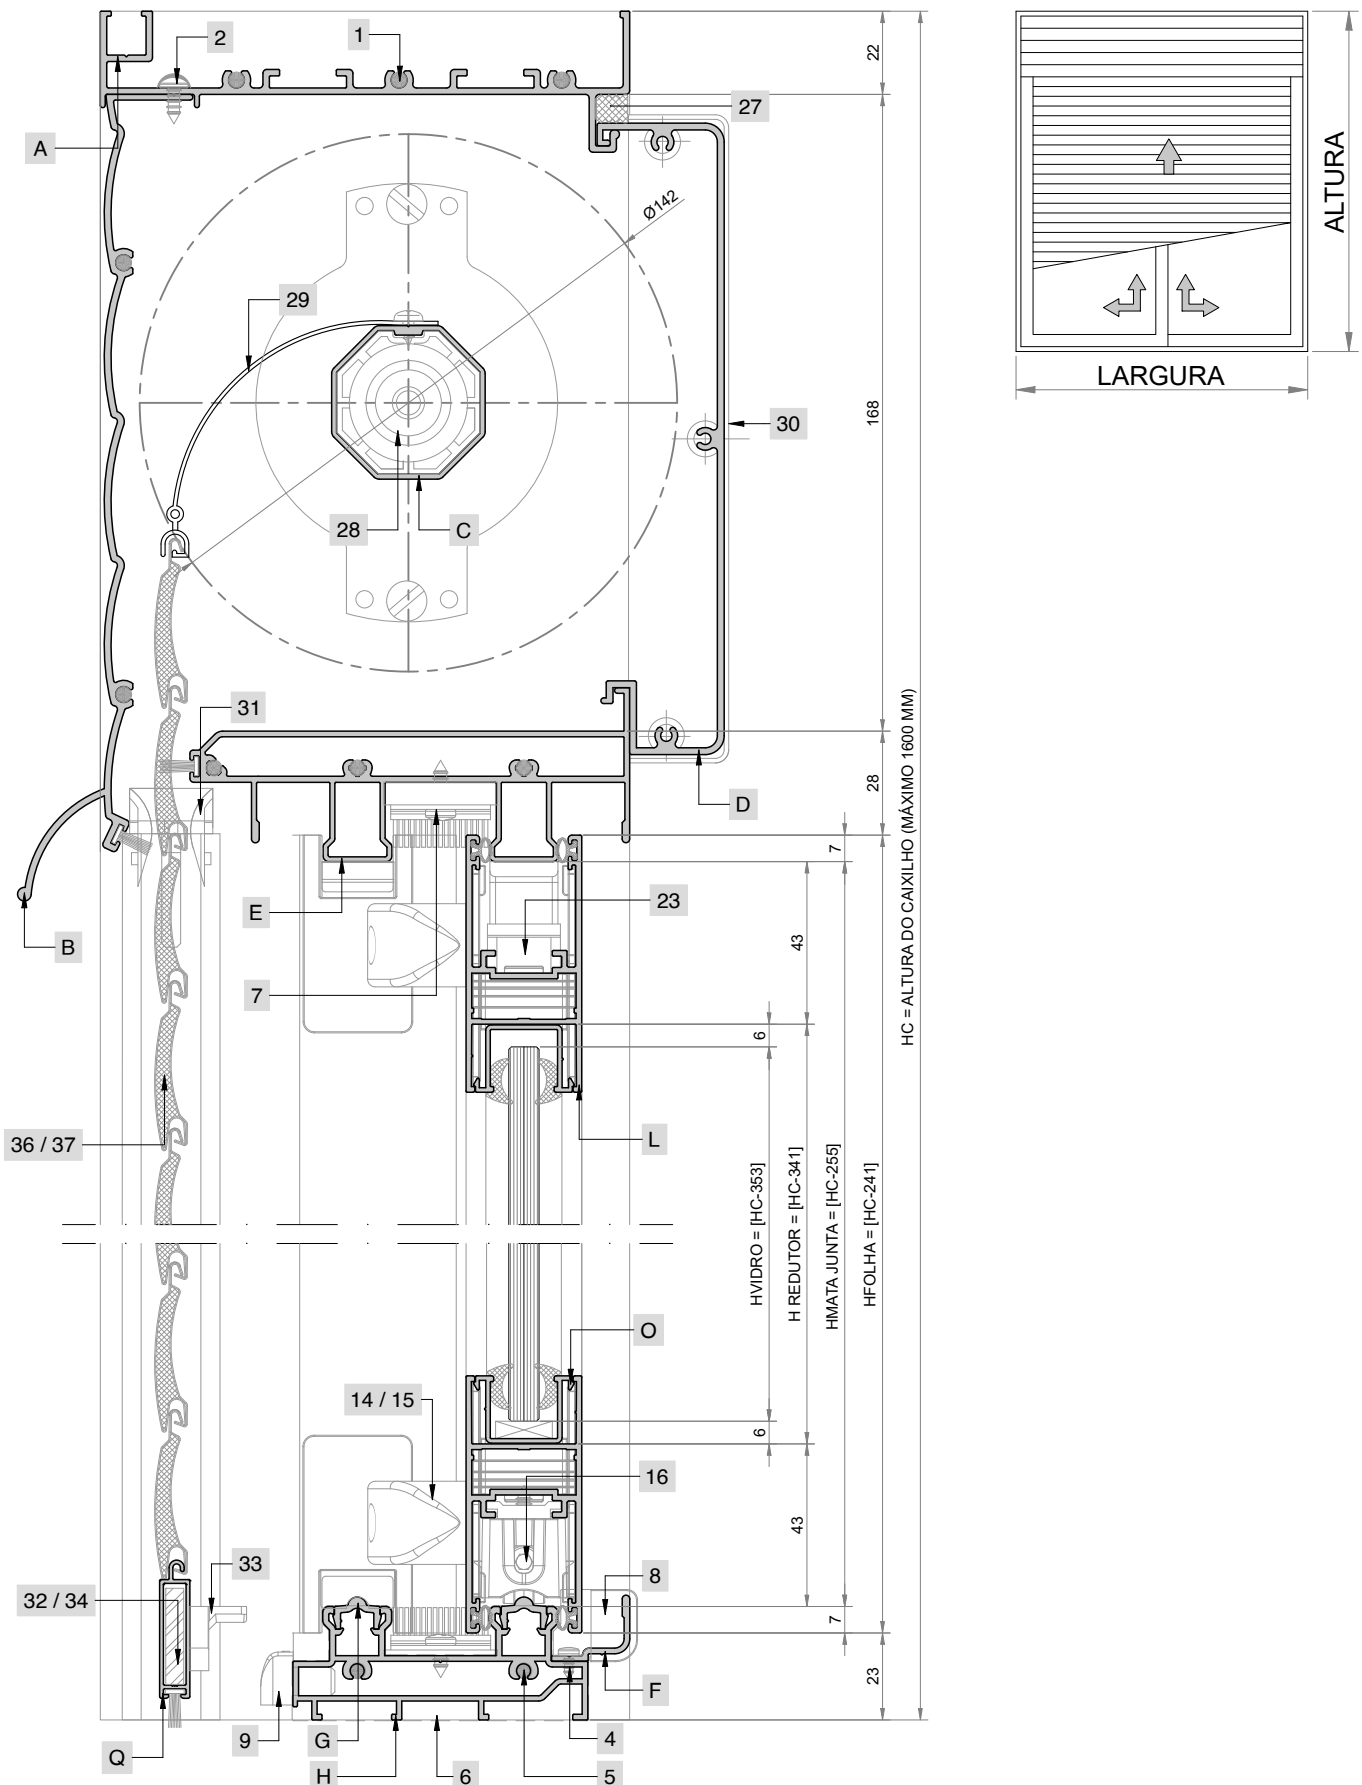 2
1
22
27
A
Ø142
ALTURA
29
LARGURA
168
30
28
C
31
HC = ALTURA DO CAIXILHO (MÁXIMO 1600 MM)
28
D
7
E
23
B
43
7
6
36 / 37
L
HVIDRO = [HC-353]
H REDUTOR = [HC-341]
HMATA JUNTA = [HC-255]
HFOLHA = [HC-241]
O
14 / 15
6
16
43
33
8
32 / 34
7
F
23
Q
9
G
4
H
6
5